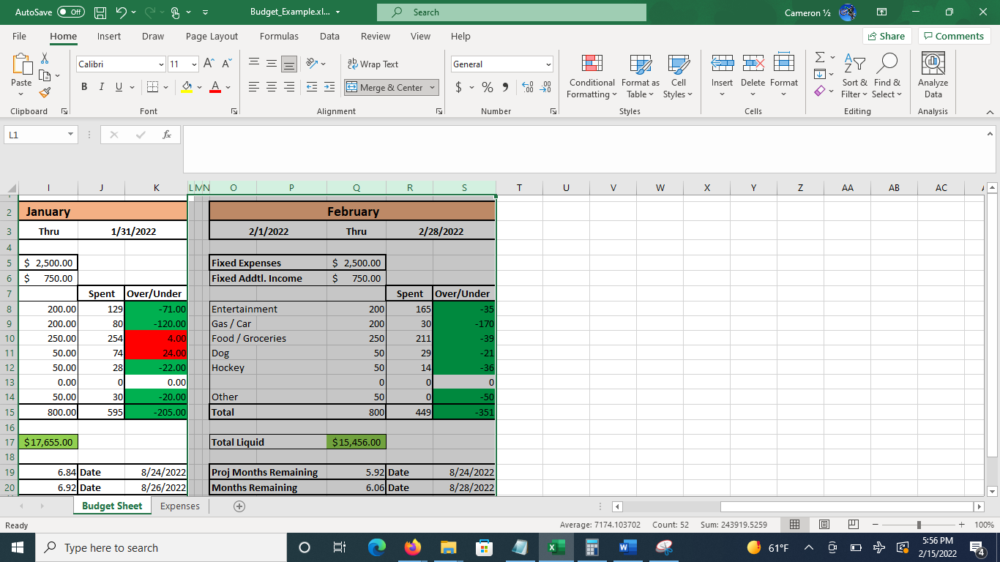 AutoSave Off Budget_Example.xl... Search Cameron ½
File Home Insert Draw Page Layout Formulas Data Review View Help Share Comments
Calibri 11 Wrap Text General
Paste B I U Merge & Center $ % Conditional Formatting Format as Table Cell Styles Insert Delete Format Sort & Filter Find & Select Analyze Data
Clipboard Font Alignment Number Styles Cells Editing Analysis
L1 fx
I J K L M N O P Q R S T U V W X Y Z AA AB AC
2 January February
3 Thru 1/31/2022 2/1/2022 Thru 2/28/2022
4
5 $ 2,500.00 Fixed Expenses $ 2,500.00
6 $ 750.00 Fixed Addtl. Income $ 750.00
7 Spent Over/Under Spent Over/Under
8 200.00 129 -71.00 Entertainment 200 165 -35
9 200.00 80 -120.00 Gas / Car 200 30 -170
10 250.00 254 4.00 Food / Groceries 250 211 -39
11 50.00 74 24.00 Dog 50 29 -21
12 50.00 28 -22.00 Hockey 50 14 -36
13 0.00 0 0.00 0 0 0
14 50.00 30 -20.00 Other 50 0 -50
15 800.00 595 -205.00 Total 800 449 -351
16
17 $17,655.00 Total Liquid $15,456.00
18
19 6.84 Date 8/24/2022 Proj Months Remaining 5.92 Date 8/24/2022
20 6.92 Date 8/26/2022 Months Remaining 6.06 Date 8/28/2022
Budget Sheet Expenses
Ready Average: 7174.103702 Count: 52 Sum: 243919.5259 100%
Type here to search 61°F 5:56 PM
2/15/2022 4